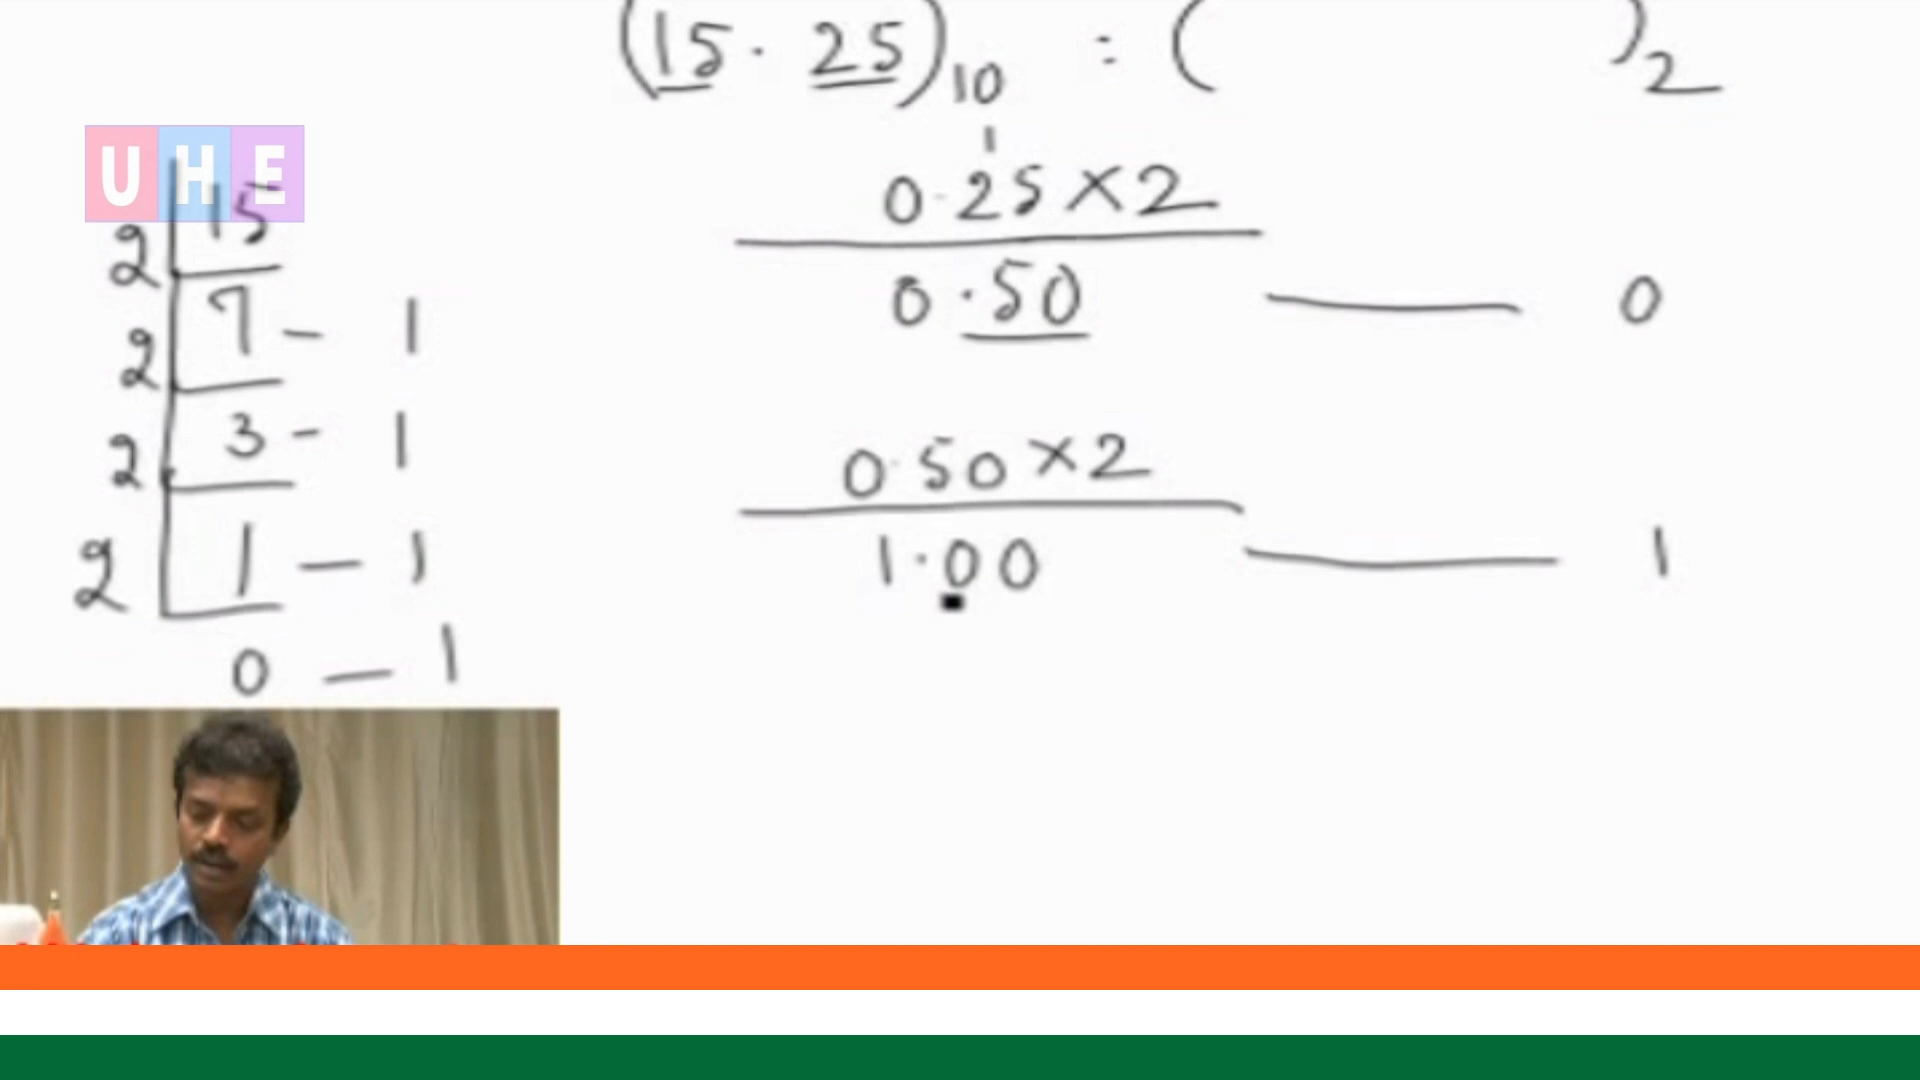 (15.25)10 = (        )2
UHE
2 | 15
2 | 7 - 1
2 | 3 - 1
2 | 1 - 1
0 - 1
0.25 × 2
0.50 — 0
0.50 × 2
1.00 — 1